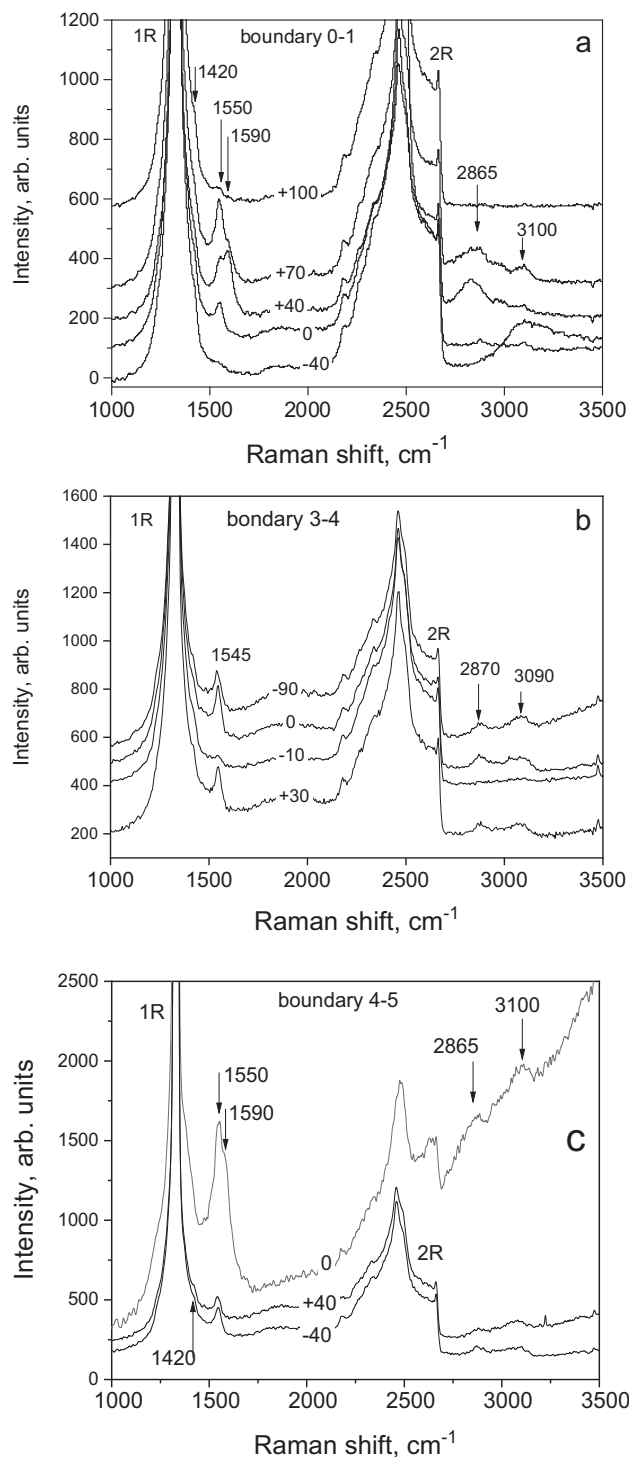 1200
1000
800
600
400
200
0
Intensity, arb. units
1R
boundary 0-1
a
2R
1420
1550
1590
2865
3100
+100
+70
+40
0
-40
1000 1500 2000 2500 3000 3500
Raman shift, cm-1
1600
1400
1200
1000
800
600
400
200
Intensity, arb. units
1R
bondary 3-4
b
2R
1545
2870 3090
-90
0
-10
+30
1000 1500 2000 2500 3000 3500
Raman shift, cm-1
2500
2000
1500
1000
500
0
Intensity, arb. units
1R
boundary 4-5
3100
2865
1550
1590
c
2R
0
+40
-40
1420
1000 1500 2000 2500 3000 3500
Raman shift, cm-1